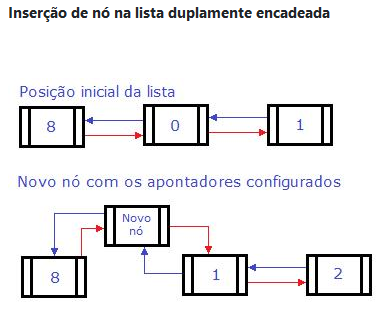 Inserção de nó na lista duplamente encadeada
Posição inicial da lista
8 0 1
Novo nó com os apontadores configurados
Novo
nó
8 1 2